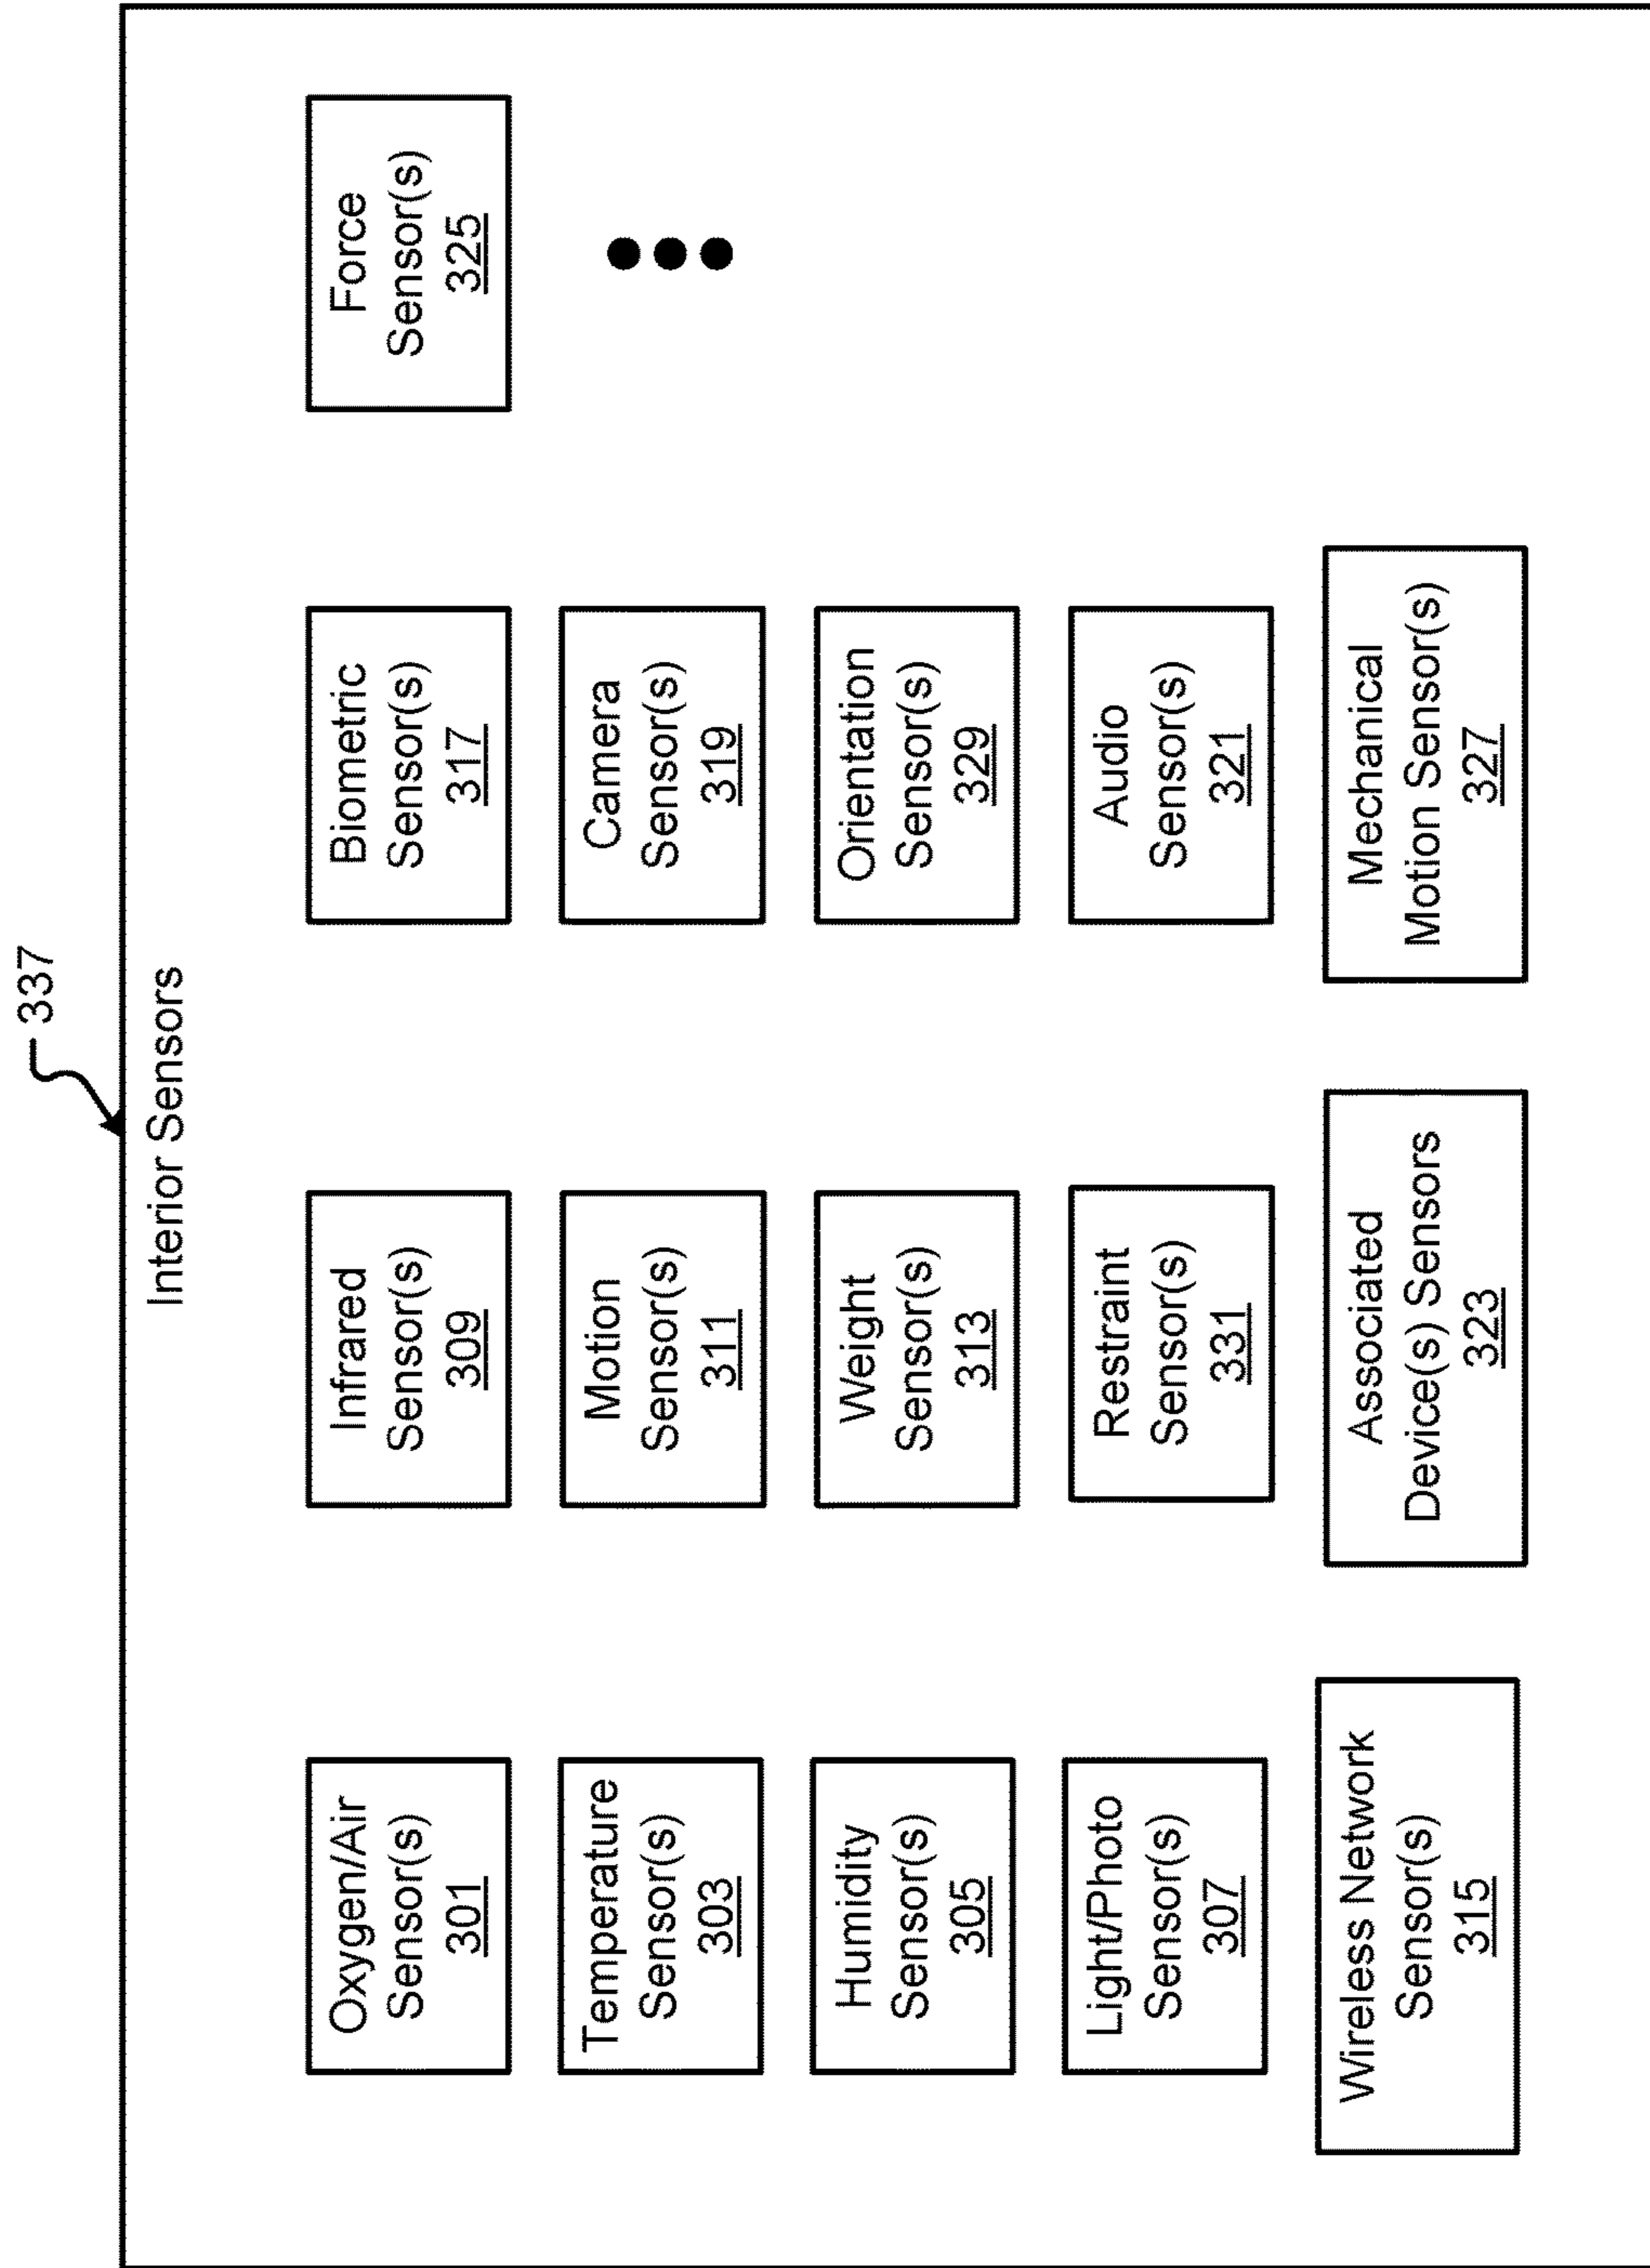 337
Interior Sensors
Oxygen/Air
Sensor(s)
301
Temperature
Sensor(s)
303
Humidity
Sensor(s)
305
Light/Photo
Sensor(s)
307
Wireless Network
Sensor(s)
315
Infrared
Sensor(s)
309
Motion
Sensor(s)
311
Weight
Sensor(s)
313
Restraint
Sensor(s)
331
Associated
Device(s) Sensors
323
Biometric
Sensor(s)
317
Camera
Sensor(s)
319
Orientation
Sensor(s)
329
Audio
Sensor(s)
321
Mechanical
Motion Sensor(s)
327
Force
Sensor(s)
325